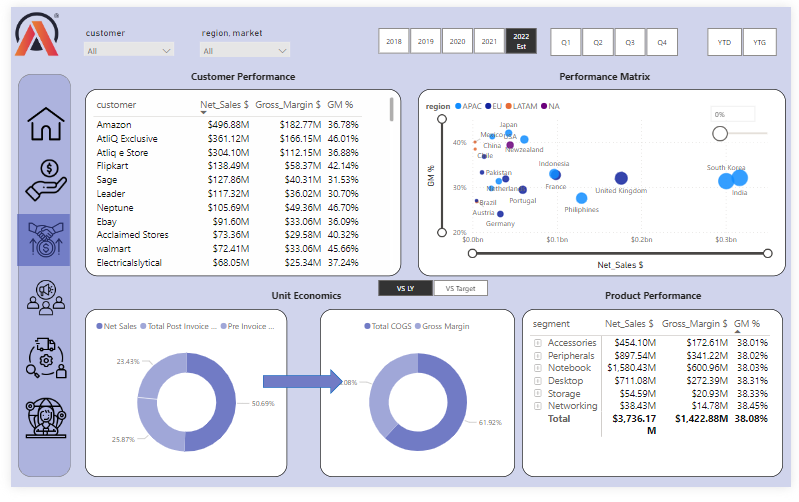 customer
All
region, market
All
2018
2019
2020
2021
2022 Est
Q1
Q2
Q3
Q4
YTD
YTG
Customer Performance
customer Net_Sales $ Gross_Margin $ GM %
Amazon $496.88M $182.77M 36.78%
AtliQ Exclusive $361.12M $166.15M 46.01%
Atliq e Store $304.10M $112.15M 36.88%
Flipkart $138.49M $58.37M 42.14%
Sage $127.86M $40.31M 31.53%
Leader $117.32M $36.02M 30.70%
Neptune $105.69M $49.36M 46.70%
Ebay $91.60M $33.06M 36.09%
Acclaimed Stores $73.36M $29.58M 40.32%
walmart $72.41M $33.06M 45.66%
Electricalslytical $68.05M $25.34M 37.24%
Performance Matrix
region APAC EU LATAM NA
0%
GM %
40%
30%
20%
Japan
Mexico
USA
China
Newzealand
Chile
Indonesia
Pakistan
France
Netherlands
South Korea
India
United Kingdom
Brazil
Portugal
Philiphines
Austria
Germany
$0.0bn
$0.1bn
$0.2bn
$0.3bn
Net_Sales $
VS LY
VS Target
Unit Economics
Net Sales Total Post Invoice ... Pre Invoice ...
23.43%
50.69%
25.87%
Total COGS Gross Margin
.08%
61.92%
Product Performance
segment Net_Sales $ Gross_Margin $ GM %
Accessories $454.10M $172.61M 38.01%
Peripherals $897.54M $341.22M 38.02%
Notebook $1,580.43M $600.96M 38.03%
Desktop $711.08M $272.39M 38.31%
Storage $54.59M $20.93M 38.33%
Networking $38.43M $14.78M 38.45%
Total $3,736.17 $1,422.88M 38.08%
M